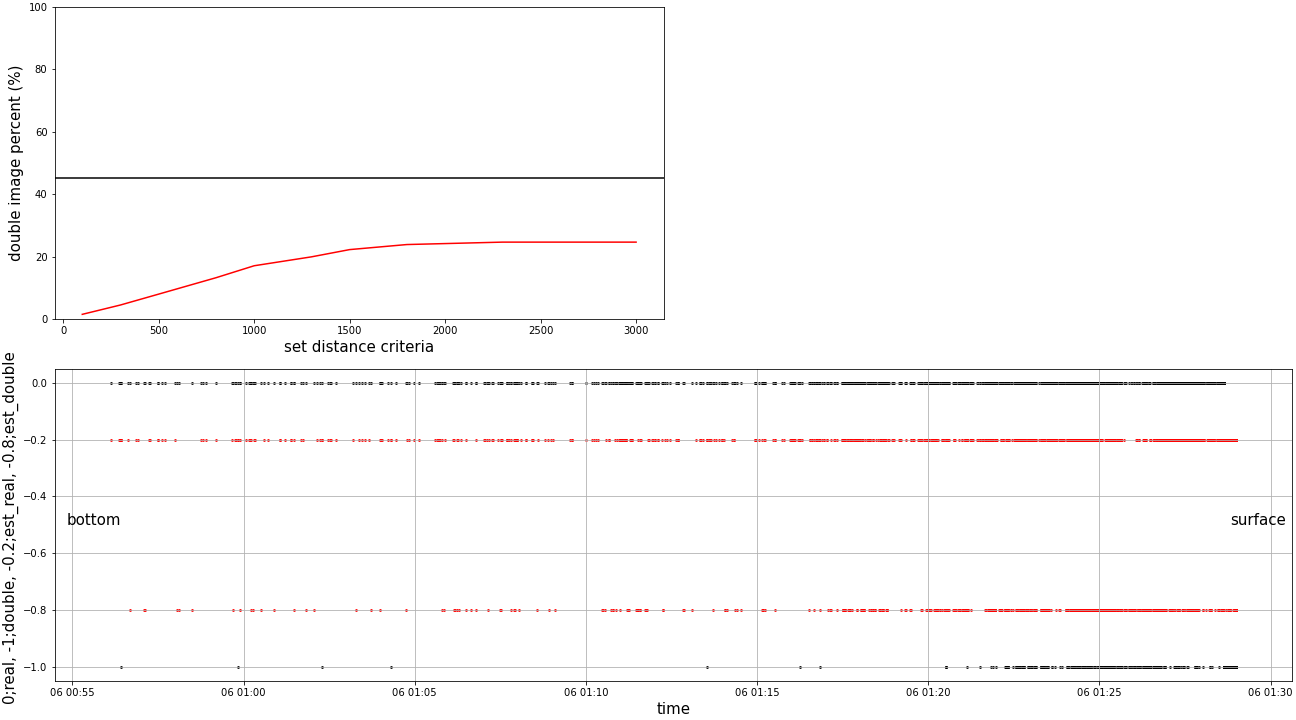 100
80
60
40
20
0
double image percent (%)
0 500 1000 1500 2000 2500 3000
set distance criteria
0.0
−0.2
−0.4
−0.6
−0.8
−1.0
0;real, -1;double, -0.2;est_real, -0.8;est_double
bottom
surface
06 00:55 06 01:00 06 01:05 06 01:10 06 01:15 06 01:20 06 01:25 06 01:30
time